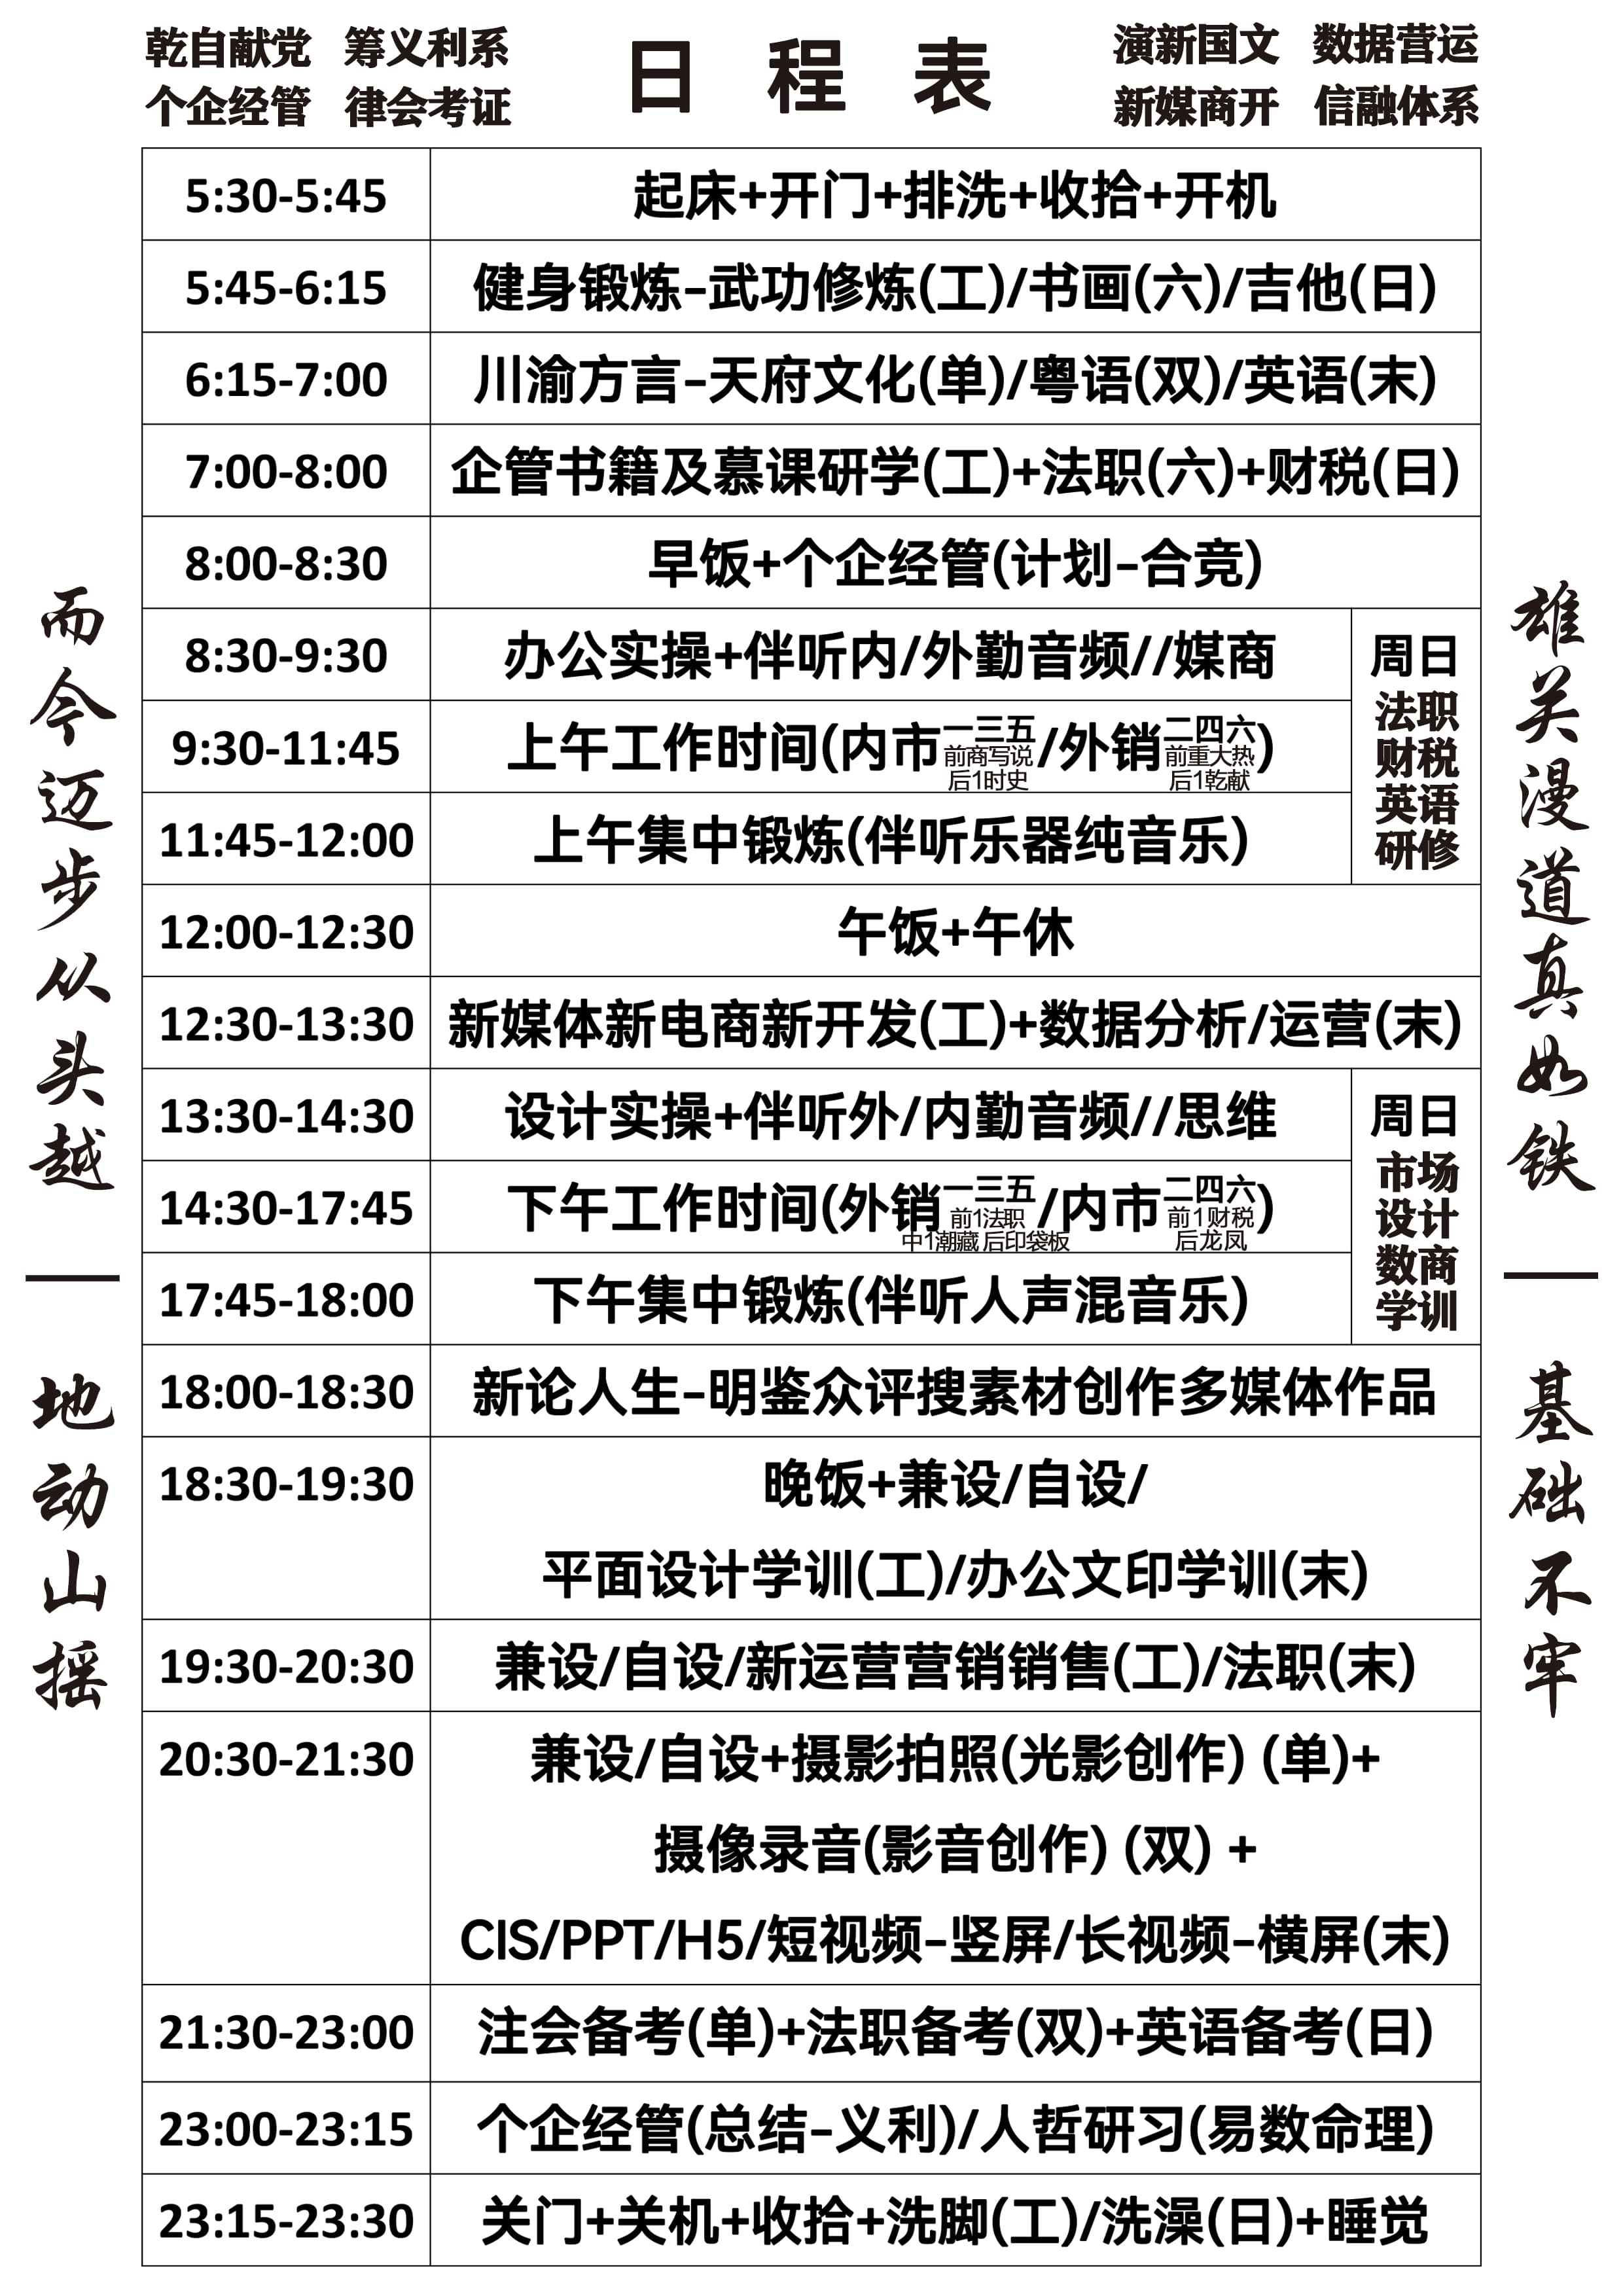 乾自献党 筹义利系
个企经管 律会考证
日程表
演新国文 数据营运
新媒商开 信融体系
5:30-5:45 起床+开门+排洗+收拾+开机
5:45-6:15 健身锻炼-武功修炼(工)/书画(六)/吉他(日)
6:15-7:00 川渝方言-天府文化(单)/粤语(双)/英语(末)
7:00-8:00 企管书籍及慕课研学(工)+法职(六)+财税(日)
8:00-8:30 早饭+个企经管(计划-合竞)
8:30-9:30 办公实操+伴听内/外勤音频//媒商
9:30-11:45 上午工作时间(内市一三五/外销二四六)
前商写说 前重大热
后1时史 后1乾献
11:45-12:00 上午集中锻炼(伴听乐器纯音乐)
周日
法职
财税
英语
研修
12:00-12:30 午饭+午休
12:30-13:30 新媒体新电商新开发(工)+数据分析/运营(末)
13:30-14:30 设计实操+伴听外/内勤音频//思维
14:30-17:45 下午工作时间(外销一三五/内市二四六)
前1法职 前1财税
中1潮藏 后印袋板 后龙凤
17:45-18:00 下午集中锻炼(伴听人声混音乐)
周日
市场
设计
数商
学训
18:00-18:30 新论人生-明鉴众评搜素材创作多媒体作品
18:30-19:30 晚饭+兼设/自设/
平面设计学训(工)/办公文印学训(末)
19:30-20:30 兼设/自设/新运营营销销售(工)/法职(末)
20:30-21:30 兼设/自设+摄影拍照(光影创作) (单)+
摄像录音(影音创作) (双) +
CIS/PPT/H5/短视频-竖屏/长视频-横屏(末)
21:30-23:00 注会备考(单)+法职备考(双)+英语备考(日)
23:00-23:15 个企经管(总结-义利)/人哲研习(易数命理)
23:15-23:30 关门+关机+收拾+洗脚(工)/洗澡(日)+睡觉
雄关漫道真如铁|基础不牢
而今迈步从头越|地动山摇